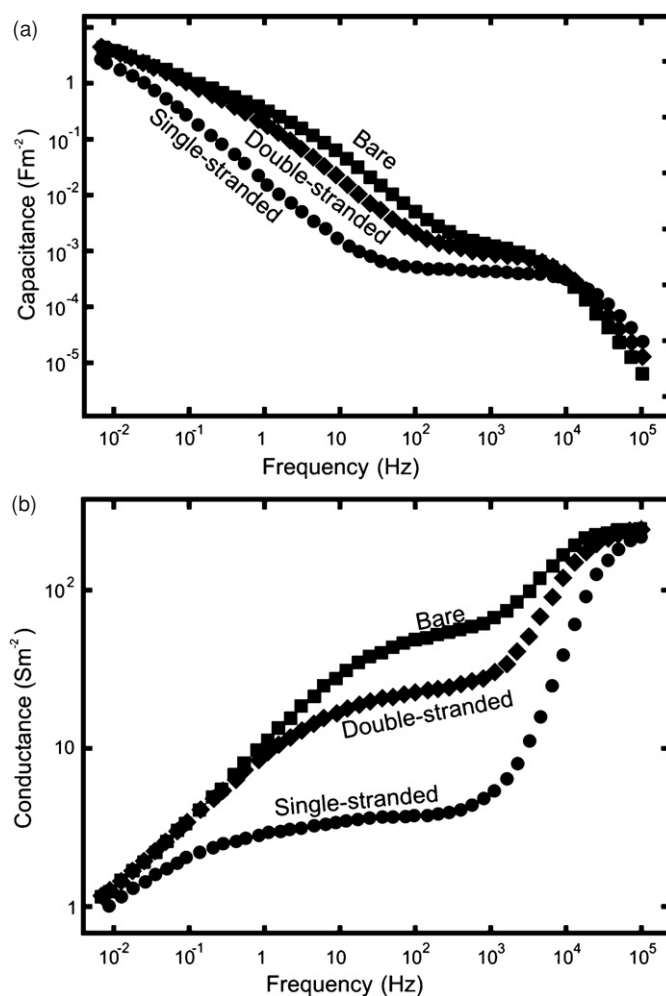 (a)
1
10⁻¹
10⁻²
10⁻³
10⁻⁴
10⁻⁵
Capacitance (Fm⁻²)
Bare
Double-stranded
Single-stranded
10⁻² 10⁻¹ 1 10 10² 10³ 10⁴ 10⁵
Frequency (Hz)
(b)
10²
10
1
Conductance (Sm⁻²)
Bare
Double-stranded
Single-stranded
10⁻² 10⁻¹ 1 10 10² 10³ 10⁴ 10⁵
Frequency (Hz)